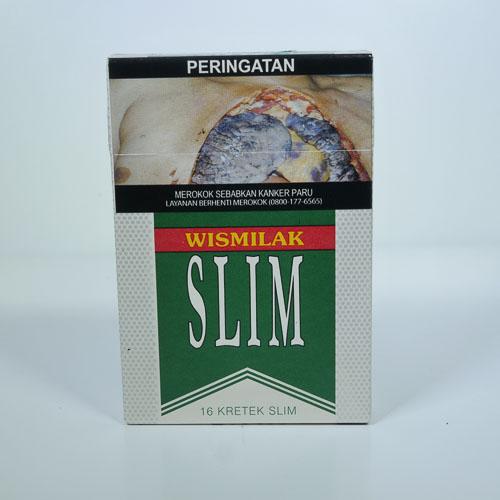 PERINGATAN
MEROKOK SEBABKAN KANKER PARU
LAYANAN BERHENTI MEROKOK (0800-177-6565)
WISMILAK
SLIM
16 KRETEK SLIM